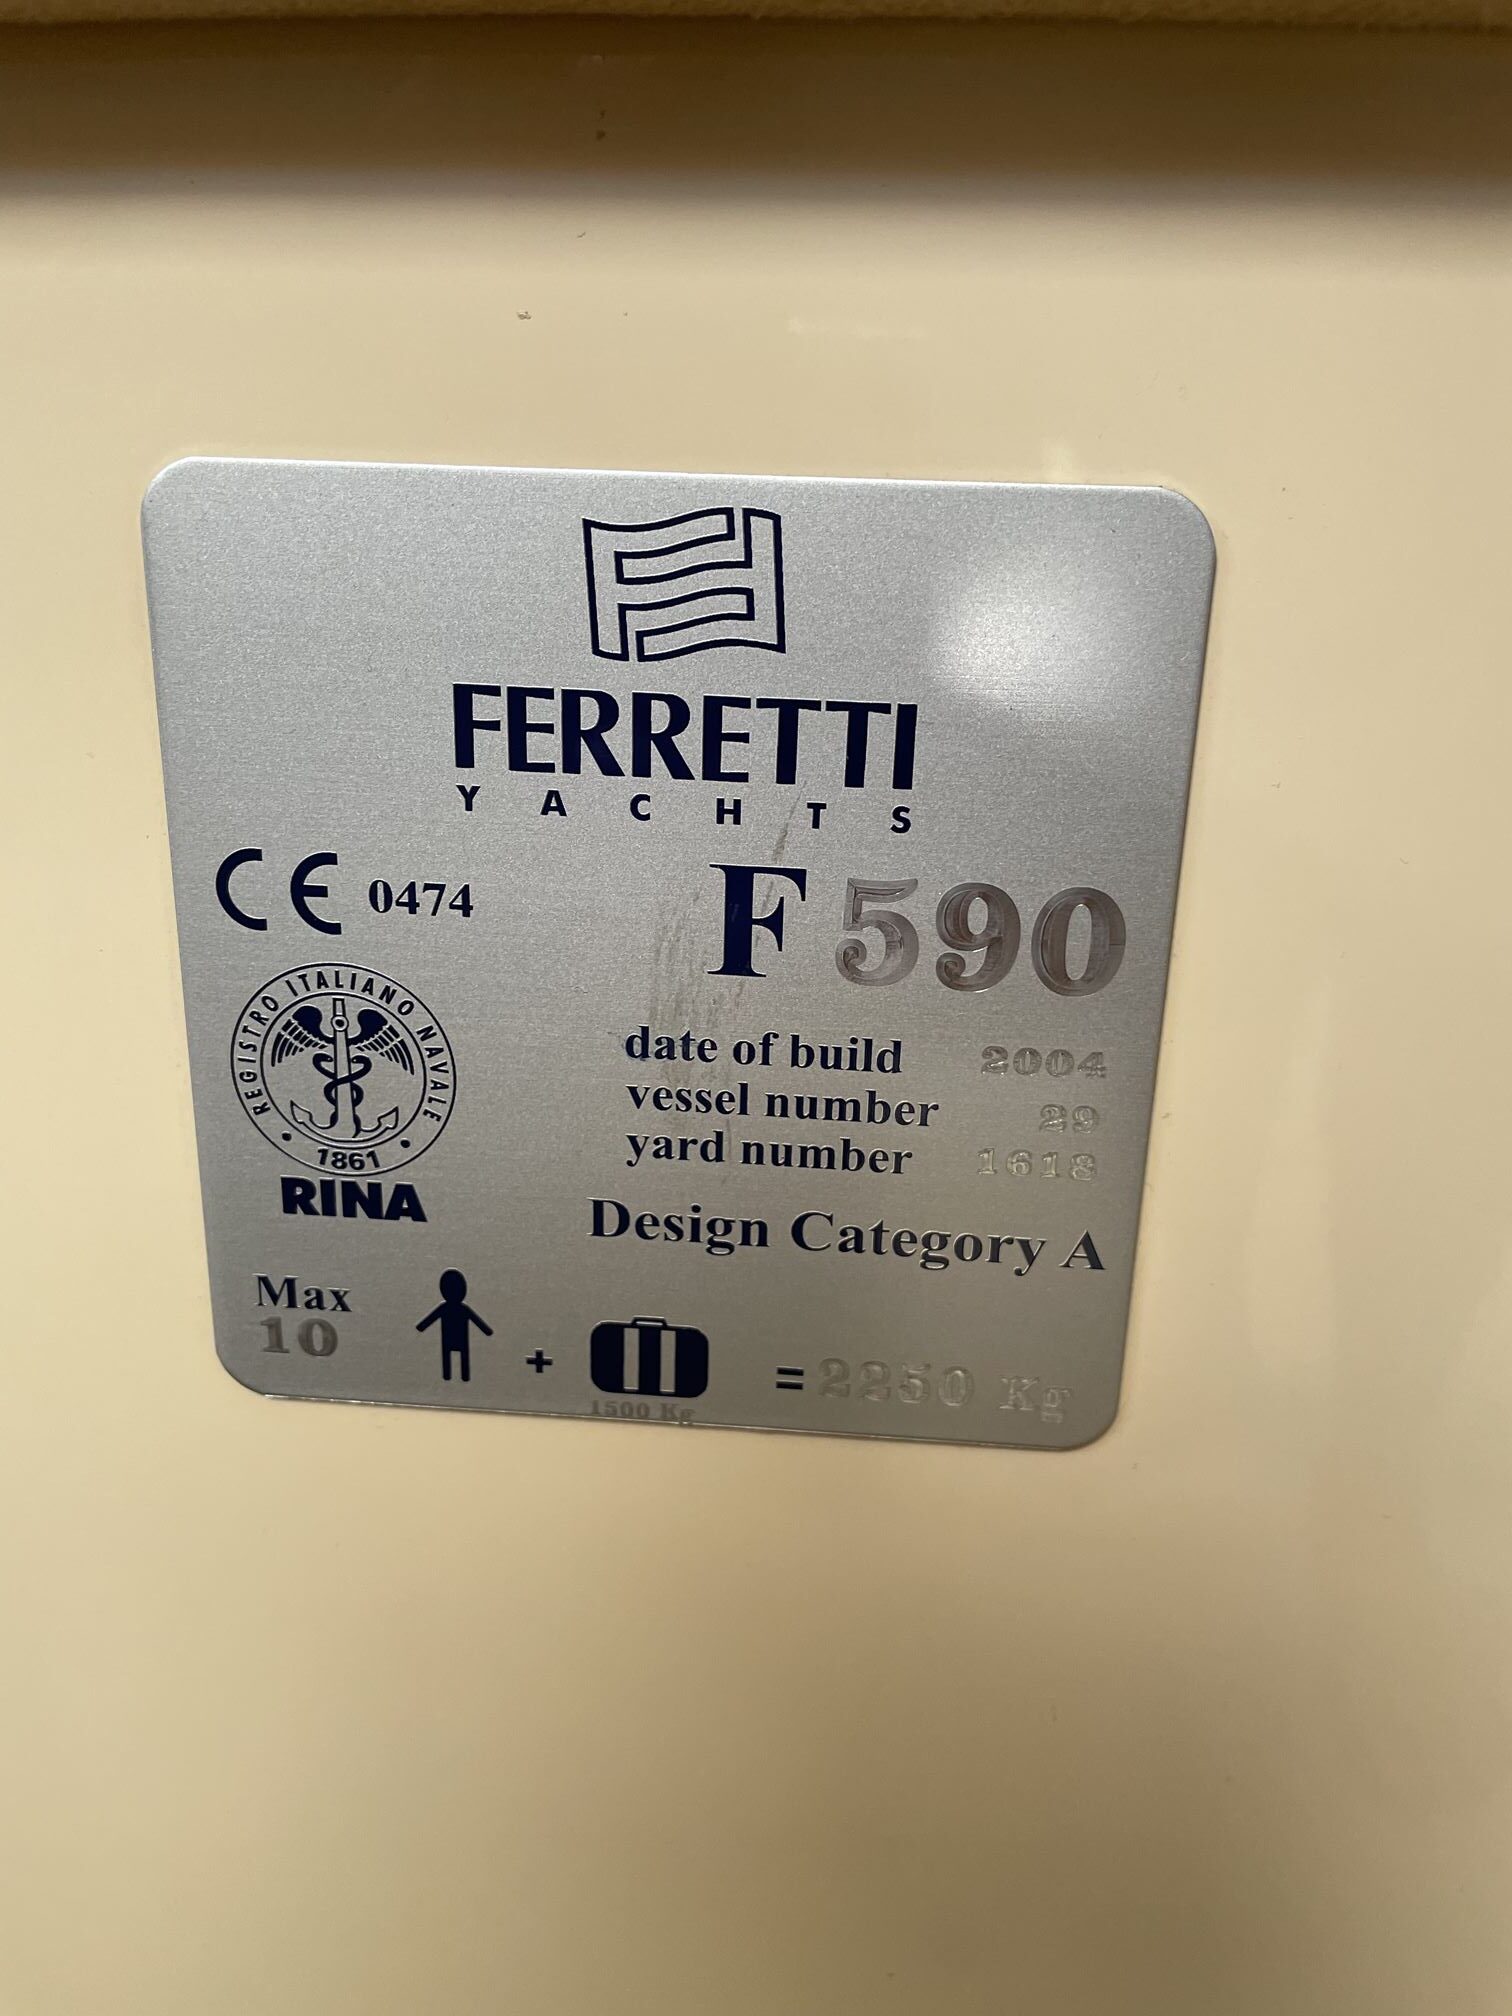 FERRETTI
YACHTS
CE 0474
F 590
REGISTRO ITALIANO NAVALE
1861
RINA
date of build 2004
vessel number 29
yard number 1618
Design Category A
Max
10
+
= 2250 Kg
1500 Kg